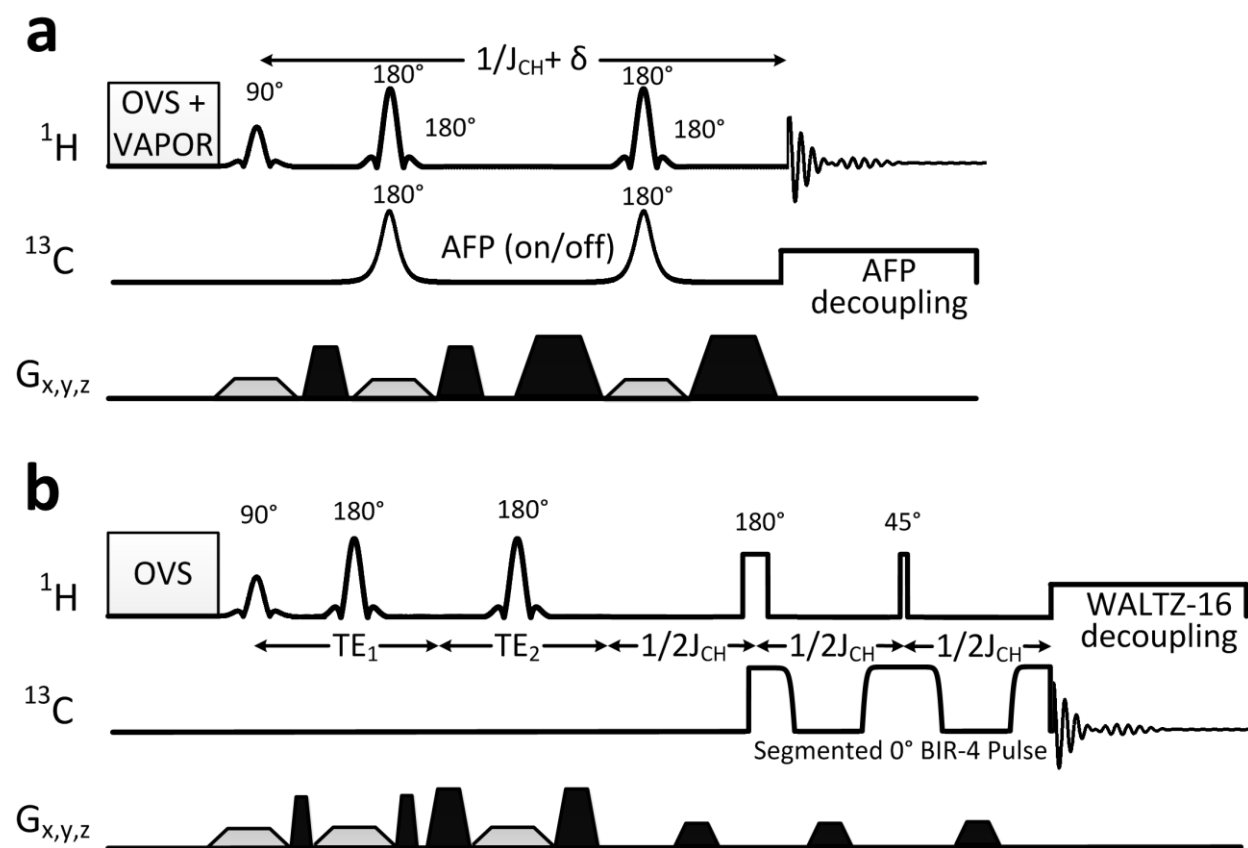 a
1/J_CH + δ
OVS +
VAPOR
90°
180°
180°
180°
180°
¹H
180°
180°
¹³C
AFP (on/off)
AFP
decoupling
G_x,y,z
b
90°
180°
180°
180°
45°
OVS
¹H
WALTZ-16
decoupling
TE₁
TE₂
1/2J_CH
1/2J_CH
1/2J_CH
¹³C
Segmented 0° BIR-4 Pulse
G_x,y,z